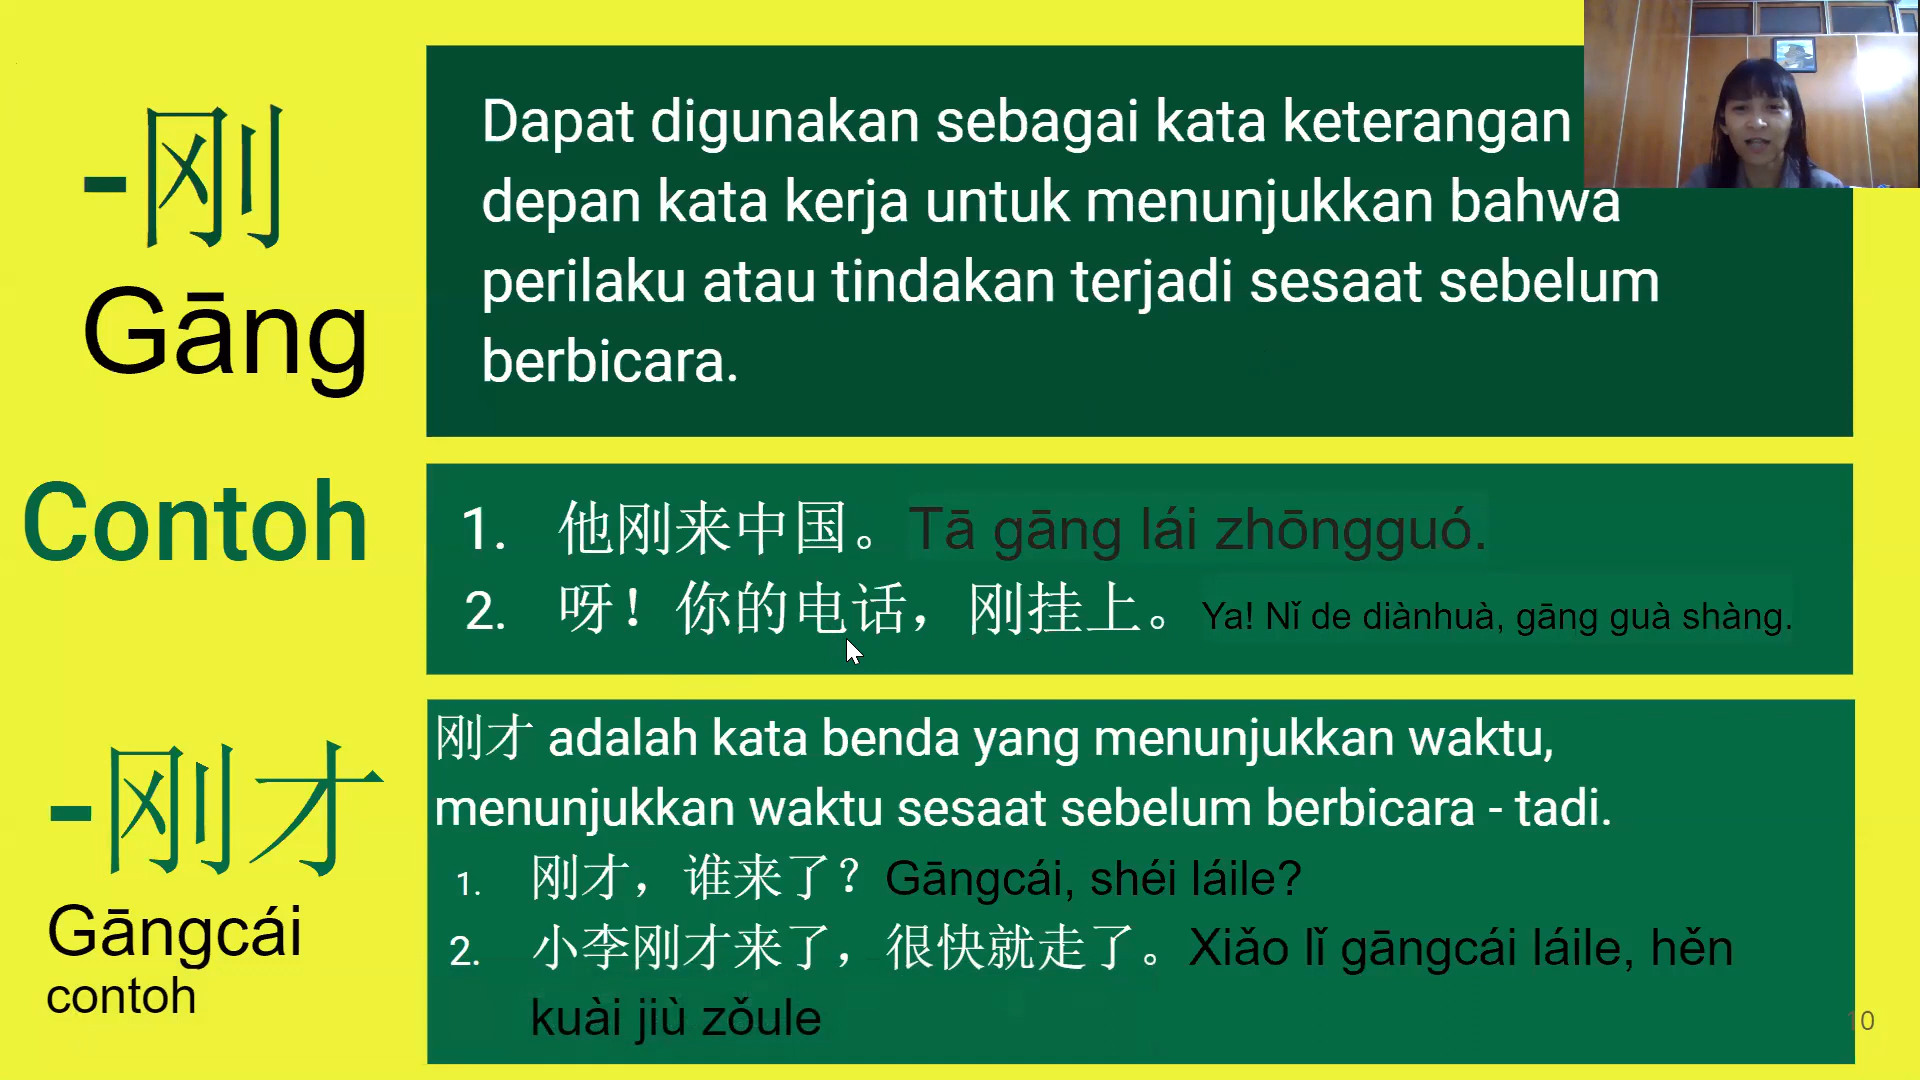 -刚
Gāng
Dapat digunakan sebagai kata keterangan
depan kata kerja untuk menunjukkan bahwa
perilaku atau tindakan terjadi sesaat sebelum
berbicara.
Contoh
1. 他刚来中国。Tā gāng lái zhōngguó.
2. 呀！你的电话，刚挂上。Ya! Nǐ de diànhuà, gāng guà shàng.
-刚才
Gāngcái
contoh
刚才 adalah kata benda yang menunjukkan waktu,
menunjukkan waktu sesaat sebelum berbicara - tadi.
1. 刚才，谁来了？Gāngcái, shéi láile?
2. 小李刚才来了，很快就走了。Xiǎo lǐ gāngcái láile, hěn
kuài jiù zǒule
10